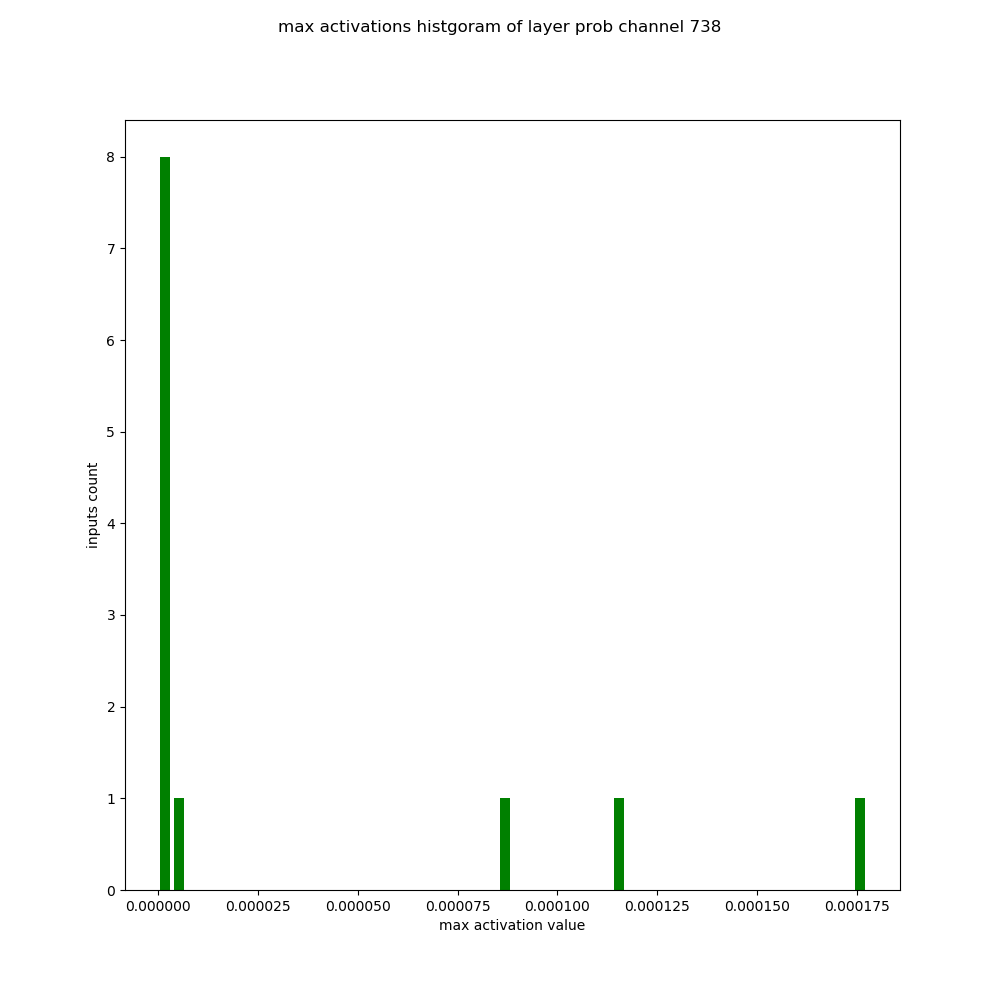 max activations histgoram of layer prob channel 738
8
7
6
5
4
3
2
1
0
inputs count
0.000000 0.000025 0.000050 0.000075 0.000100 0.000125 0.000150 0.000175
max activation value